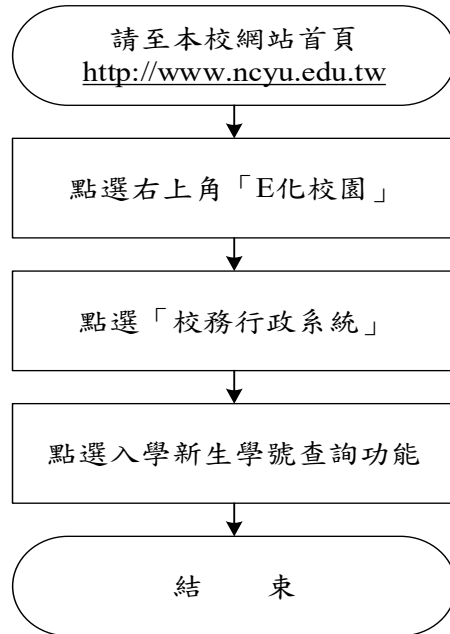 請至本校網站首頁
http://www.ncyu.edu.tw
點選右上角「E化校園」
點選「校務行政系統」
點選入學新生學號查詢功能
結　　束